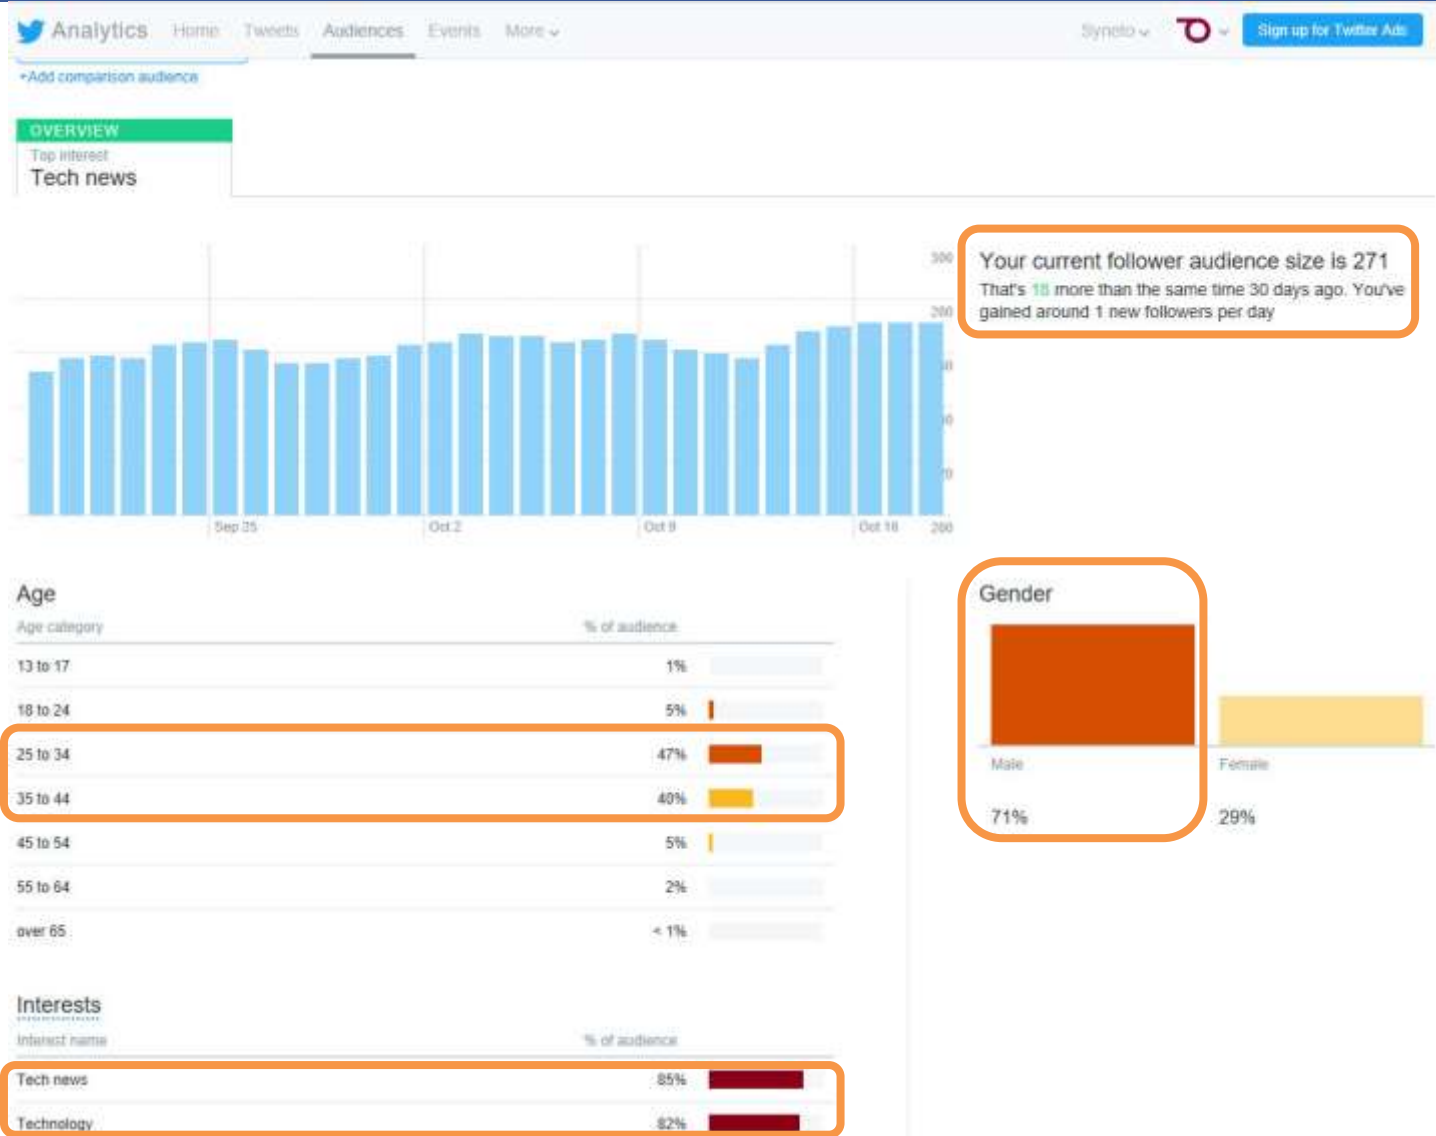 Analytics Home Tweets Audiences Events More
Syneto
Sign up for Twitter Ads
+Add comparison audience
OVERVIEW
Top interest
Tech news
300
280
200
Sep 25
Oct 2
Oct 9
Oct 16
Your current follower audience size is 271
That's 18 more than the same time 30 days ago. You've
gained around 1 new followers per day
Age
Age category % of audience
13 to 17 1%
18 to 24 5%
25 to 34 47%
35 to 44 40%
45 to 54 5%
55 to 64 2%
over 65 < 1%
Gender
Male Female
71% 29%
Interests
Interest name % of audience
Tech news 85%
Technology 82%